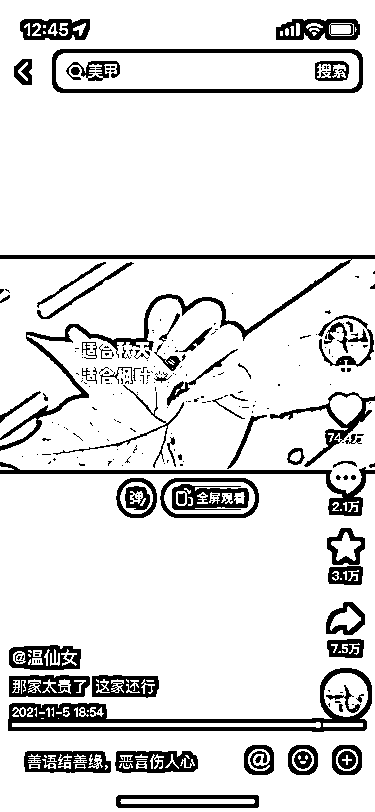 12:45
美甲
搜索
适合秋天
适合枫叶
74.4万
弹
全屏观看
2.1万
3.1万
7.5万
@温仙女
那家太贵了 这家还行
2021-11-5 18:54
善语结善缘，恶言伤人心